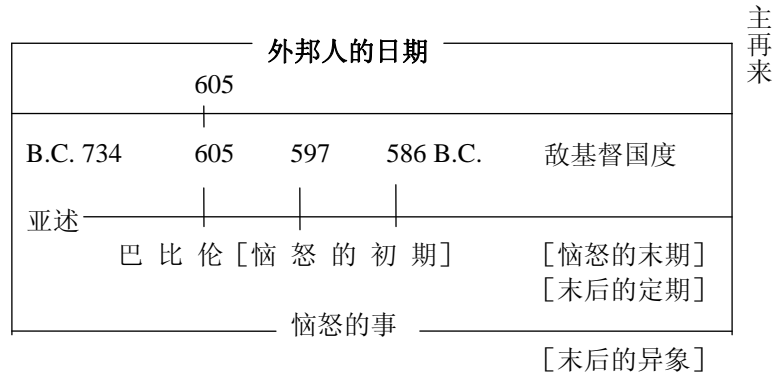 主再来
外邦人的日期
605
B.C. 734 605 597 586 B.C. 敌基督国度
亚述
巴比伦［恼怒的初期］ ［恼怒的末期］
［末后的定期］
恼怒的事
［末后的异象］